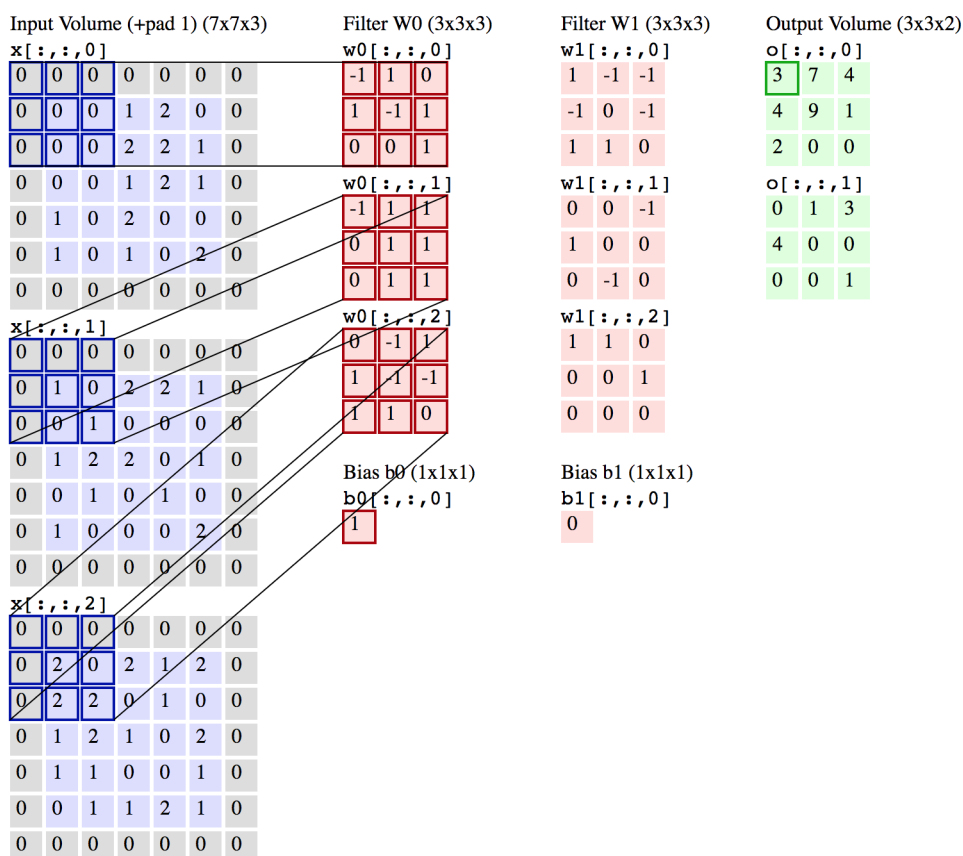 Input Volume (+pad 1) (7x7x3)
x[:,:,0]
0 0 0 0 0 0 0
0 0 0 1 2 0 0
0 0 0 2 2 1 0
0 0 0 1 2 1 0
0 1 0 2 0 0 0
0 1 0 1 0 2 0
0 0 0 0 0 0 0
x[:,:,1]
0 0 0 0 0 0 0
0 1 0 2 2 1 0
0 0 1 0 0 0 0
0 1 2 2 0 1 0
0 0 1 0 1 0 0
0 1 0 0 0 2 0
0 0 0 0 0 0 0
x[:,:,2]
0 0 0 0 0 0 0
0 2 0 2 1 2 0
0 2 2 0 1 0 0
0 1 2 1 0 2 0
0 1 1 0 0 1 0
0 0 1 1 2 1 0
0 0 0 0 0 0 0
Filter W0 (3x3x3)
w0[:,:,0]
-1 1 0
1 -1 1
0 0 1
w0[:,:,1]
-1 1 1
0 1 1
0 1 1
w0[:,:,2]
0 -1 1
1 -1 -1
1 1 0
Bias b0 (1x1x1)
b0[:,:,0]
1
Filter W1 (3x3x3)
w1[:,:,0]
1 -1 -1
-1 0 -1
1 1 0
w1[:,:,1]
0 0 -1
1 0 0
0 -1 0
w1[:,:,2]
1 1 0
0 0 1
0 0 0
Bias b1 (1x1x1)
b1[:,:,0]
0
Output Volume (3x3x2)
o[:,:,0]
3 7 4
4 9 1
2 0 0
o[:,:,1]
0 1 3
4 0 0
0 0 1